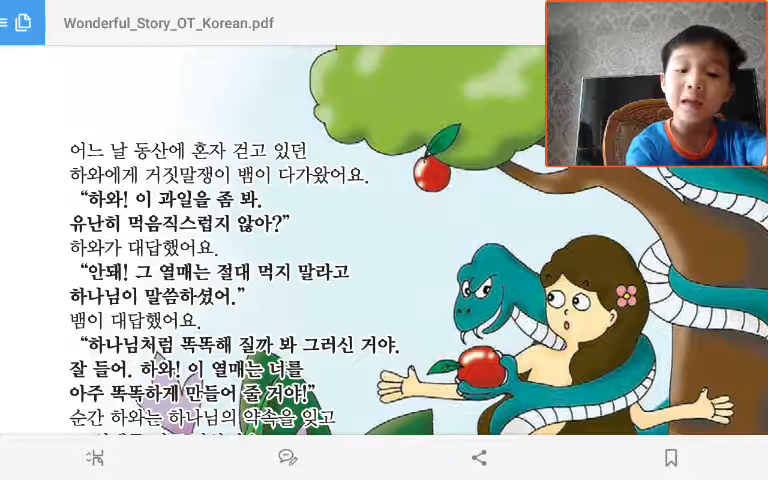 Wonderful_Story_OT_Korean.pdf
어느 날 동산에 혼자 걷고 있던
하와에게 거짓말쟁이 뱀이 다가왔어요.
“하와! 이 과일을 좀 봐.
유난히 먹음직스럽지 않아?”
하와가 대답했어요.
“안돼! 그 열매는 절대 먹지 말라고
하나님이 말씀하셨어.”
뱀이 대답했어요.
“하나님처럼 똑똑해 질까 봐 그러신 거야.
잘 들어. 하와! 이 열매는 너를
아주 똑똑하게 만들어 줄 거야!”
순간 하와는 하나님의 약속을 잊고